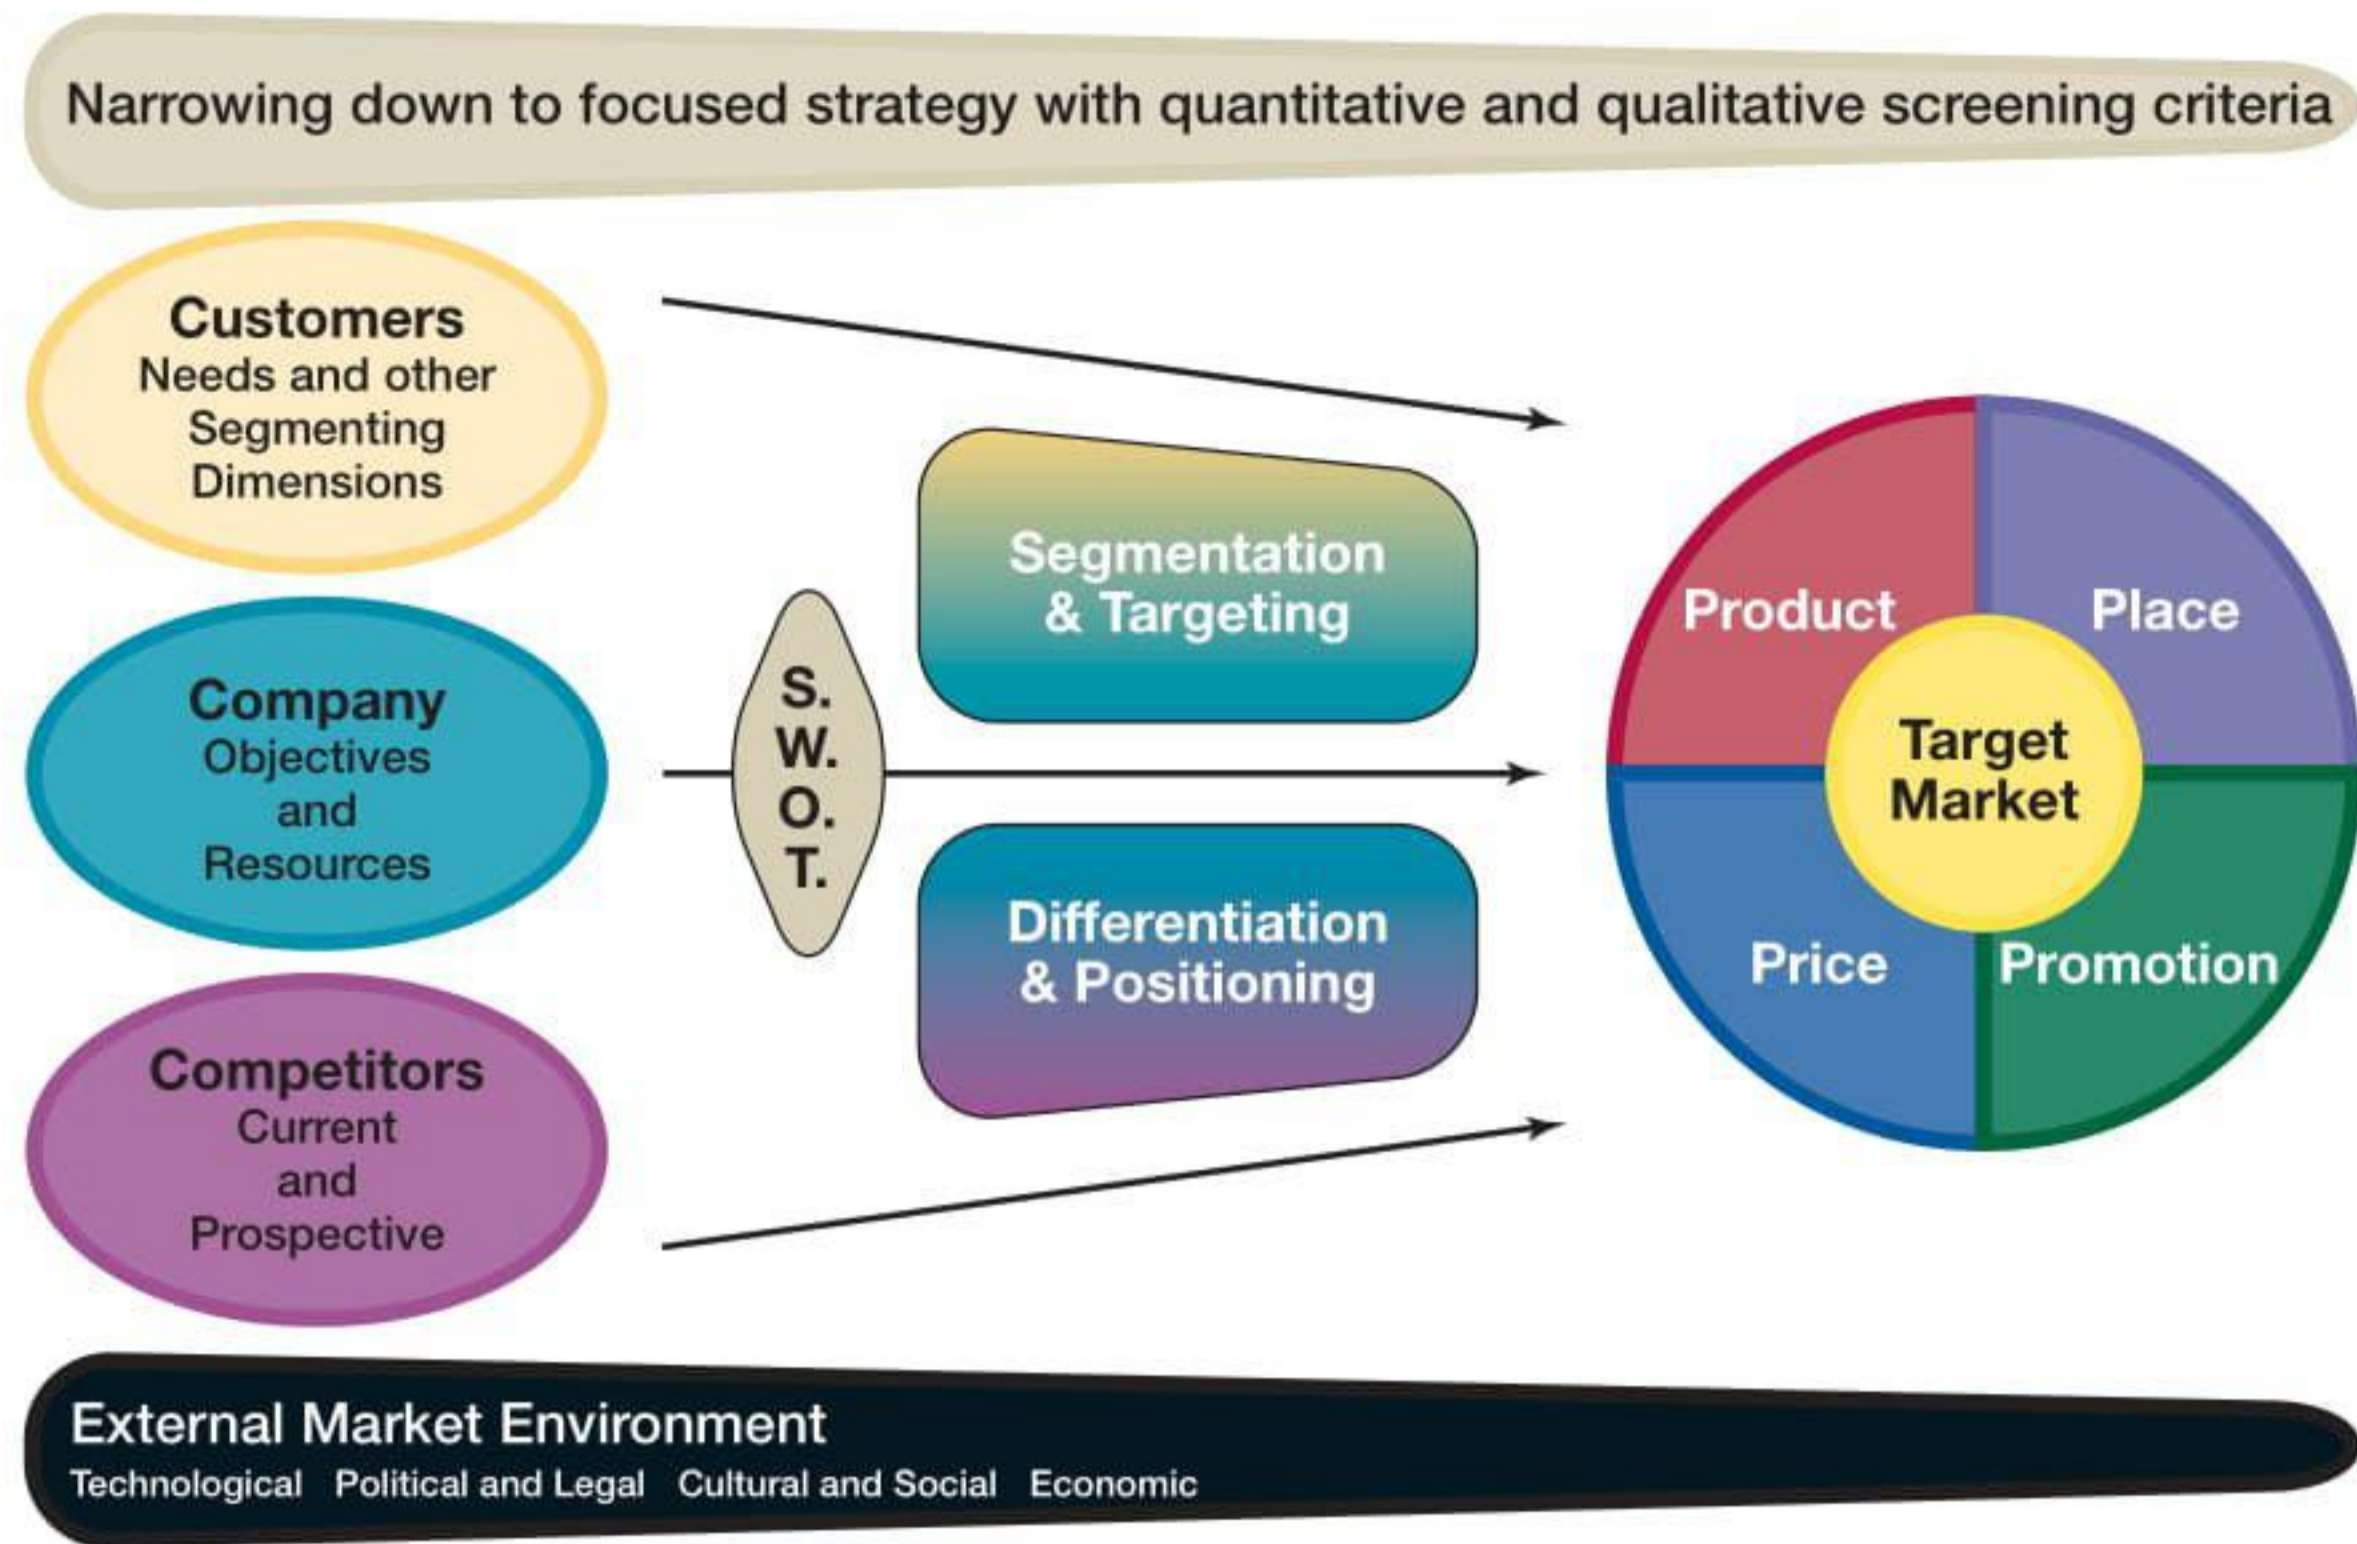 Narrowing down to focused strategy with quantitative and qualitative screening criteria
Customers
Needs and other
Segmenting
Dimensions
Company
Objectives
and
Resources
Competitors
Current
and
Prospective
S.
W.
O.
T.
Segmentation
& Targeting
Differentiation
& Positioning
Product
Place
Target
Market
Price
Promotion
External Market Environment
Technological Political and Legal Cultural and Social Economic